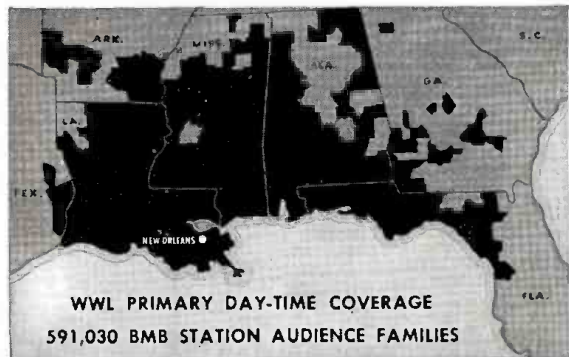 ARK.
MISS.
ALA.
GA.
S.C.
LA.
TEX.
NEW ORLEANS
FLA.
WWL PRIMARY DAY-TIME COVERAGE
591,030 BMB STATION AUDIENCE FAMILIES